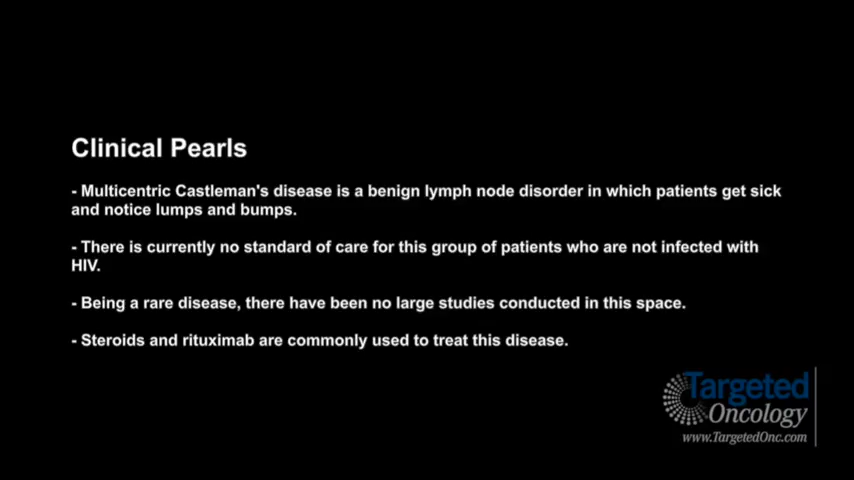 Clinical Pearls
- Multicentric Castleman's disease is a benign lymph node disorder in which patients get sick
and notice lumps and bumps.
- There is currently no standard of care for this group of patients who are not infected with
HIV.
- Being a rare disease, there have been no large studies conducted in this space.
- Steroids and rituximab are commonly used to treat this disease.
Targeted
Oncology
www.TargetedOnc.com